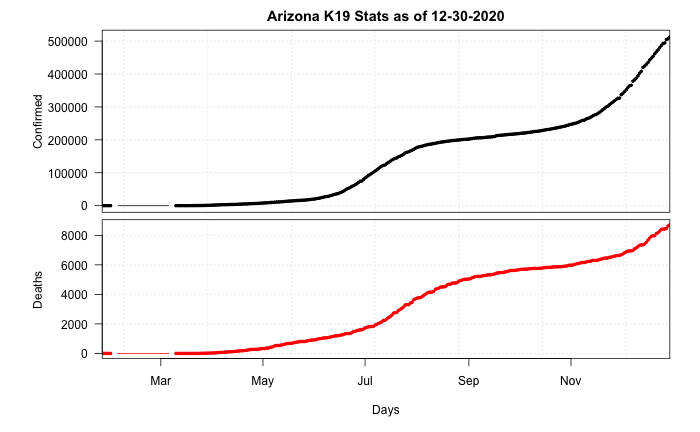 Arizona K19 Stats as of 12-30-2020
500000
400000
300000
200000
100000
0
Confirmed
8000
6000
4000
2000
0
Deaths
Mar May Jul Sep Nov
Days